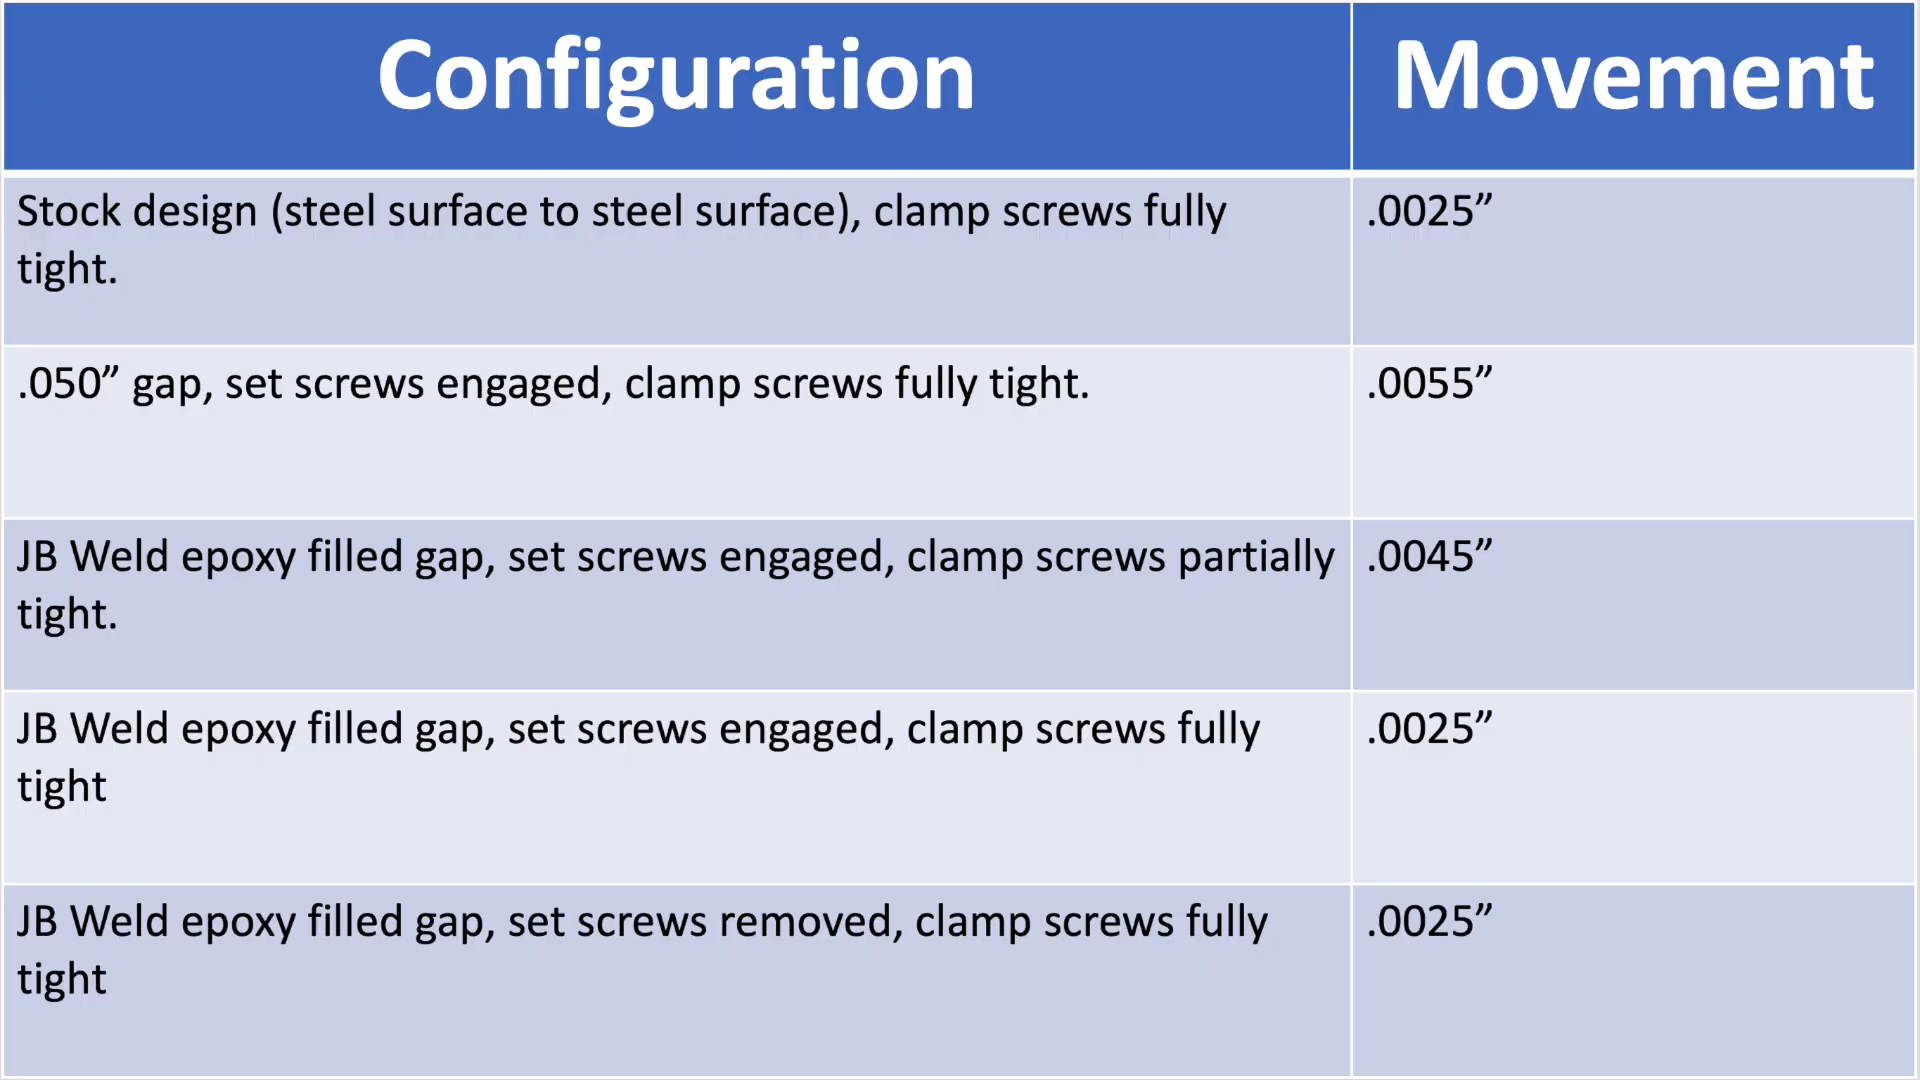 Configuration
Movement
Stock design (steel surface to steel surface), clamp screws fully
tight.
.0025”
.050” gap, set screws engaged, clamp screws fully tight.
.0055”
JB Weld epoxy filled gap, set screws engaged, clamp screws partially
tight.
.0045”
JB Weld epoxy filled gap, set screws engaged, clamp screws fully
tight
.0025”
JB Weld epoxy filled gap, set screws removed, clamp screws fully
tight
.0025”